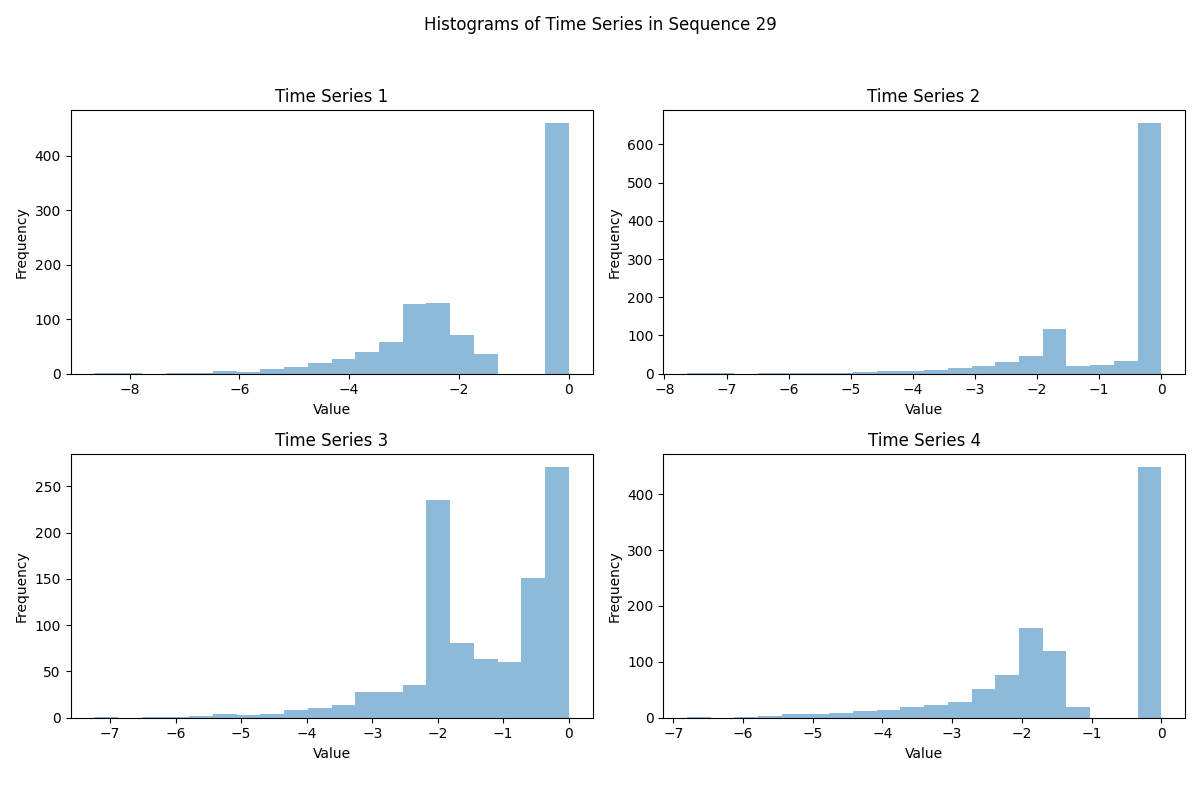 Histograms of Time Series in Sequence 29
Time Series 1
Frequency
400
300
200
100
0
−8 −6 −4 −2 0
Value
Time Series 2
Frequency
600
500
400
300
200
100
0
−8 −7 −6 −5 −4 −3 −2 −1 0
Value
Time Series 3
Frequency
250
200
150
100
50
0
−7 −6 −5 −4 −3 −2 −1 0
Value
Time Series 4
Frequency
400
300
200
100
0
−7 −6 −5 −4 −3 −2 −1 0
Value